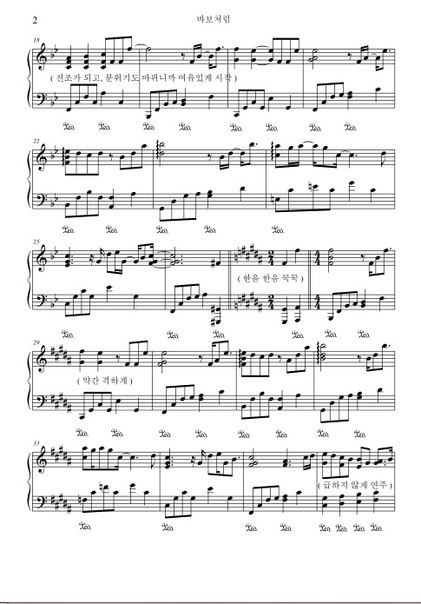 2
바보처럼
18
( 전조가 되고, 분위기도 바뀌니까 여유있게 시작 )
22
25
( 한음 한음 꾹꾹 )
29
( 약간 격하게 )
33
( 급하지 않게 연주 )